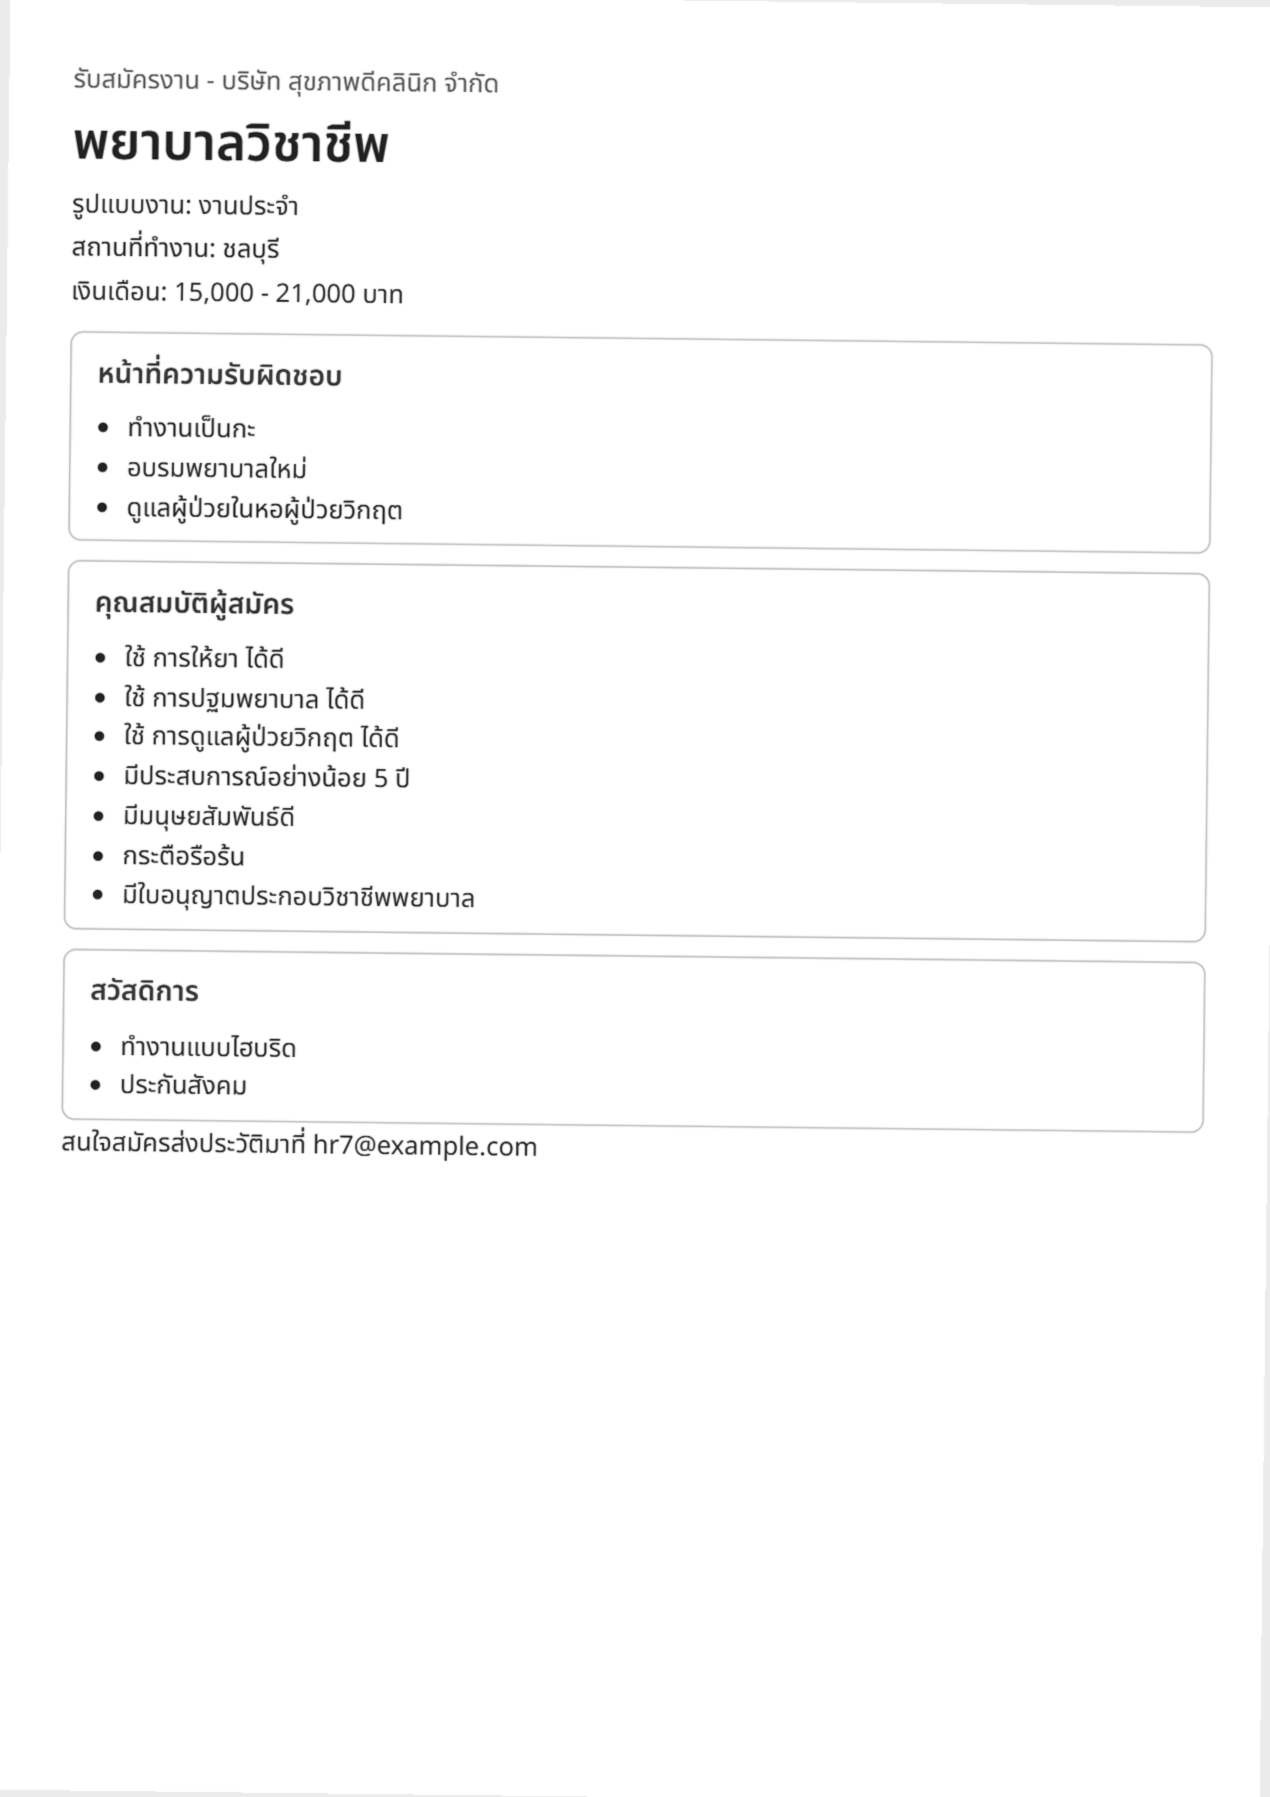 รับสมัครงาน - บริษัท สุขภาพดีคลินิก จำกัด
พยาบาลวิชาชีพ
รูปแบบงาน: งานประจำ
สถานที่ทำงาน: ชลบุรี
เงินเดือน: 15,000 - 21,000 บาท
หน้าที่ความรับผิดชอบ
• ทำงานเป็นกะ
• อบรมพยาบาลใหม่
• ดูแลผู้ป่วยในหอผู้ป่วยวิกฤต
คุณสมบัติผู้สมัคร
• ใช้ การให้ยา ได้ดี
• ใช้ การปฐมพยาบาล ได้ดี
• ใช้ การดูแลผู้ป่วยวิกฤต ได้ดี
• มีประสบการณ์อย่างน้อย 5 ปี
• มีมนุษยสัมพันธ์ดี
• กระตือรือร้น
• มีใบอนุญาตประกอบวิชาชีพพยาบาล
สวัสดิการ
• ทำงานแบบไฮบริด
• ประกันสังคม
สนใจสมัครส่งประวัติมาที่ hr7@example.com